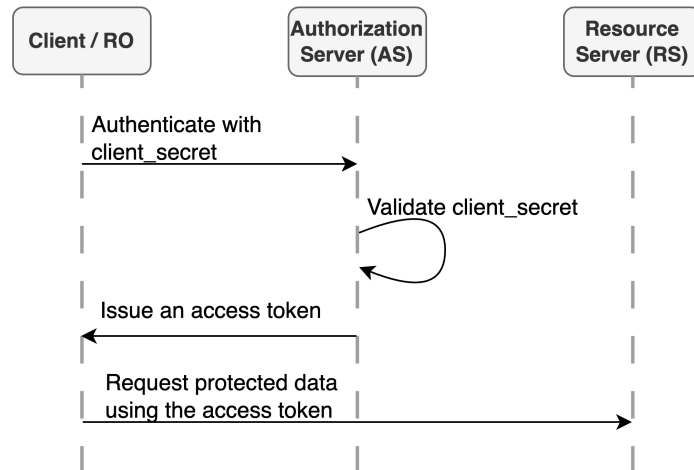 Client / RO
Authorization
Server (AS)
Resource
Server (RS)
Authenticate with
client_secret
Validate client_secret
Issue an access token
Request protected data
using the access token